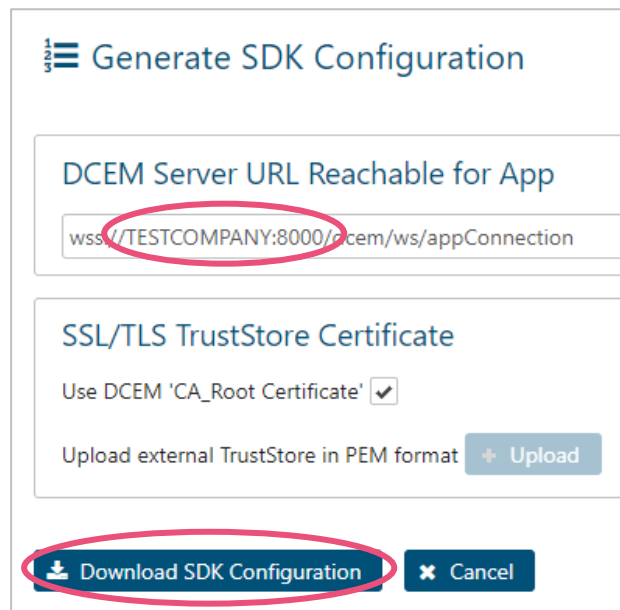 Generate SDK Configuration
DCEM Server URL Reachable for App
wss://TESTCOMPANY:8000/dcem/ws/appConnection
SSL/TLS TrustStore Certificate
Use DCEM 'CA_Root Certificate'
Upload external TrustStore in PEM format + Upload
Download SDK Configuration × Cancel